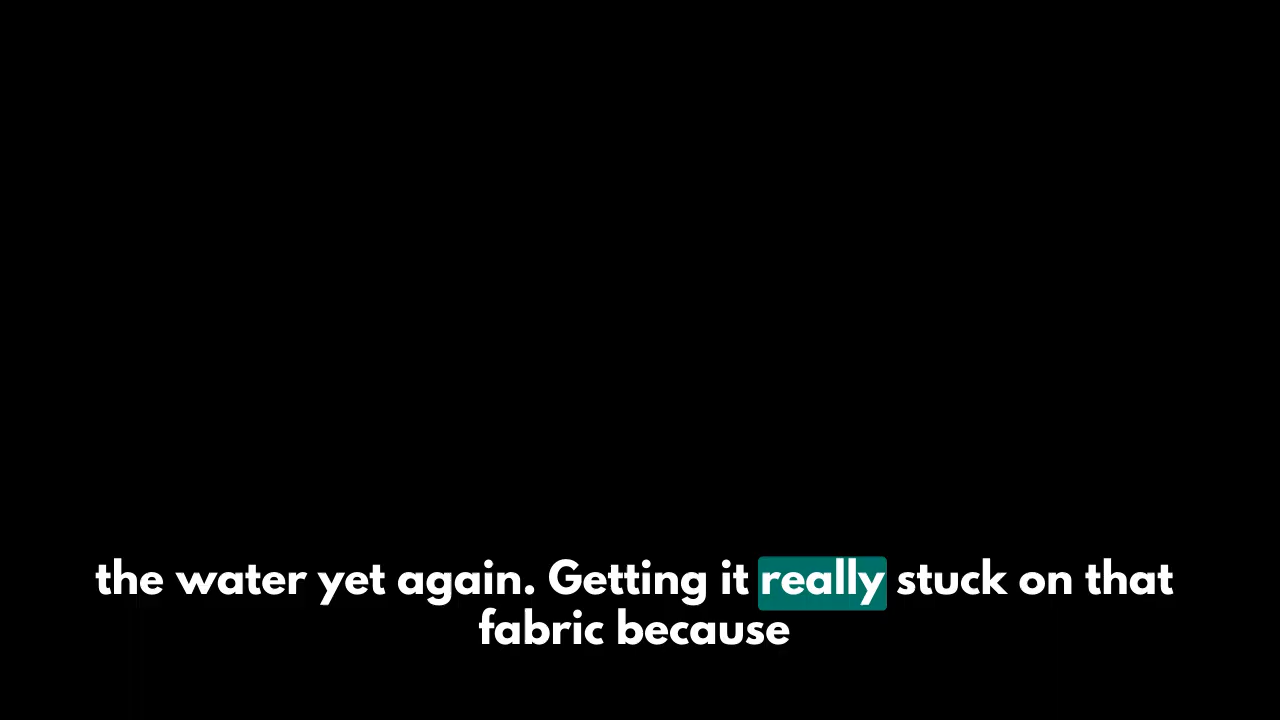 the water yet again. Getting it really stuck on that
fabric because